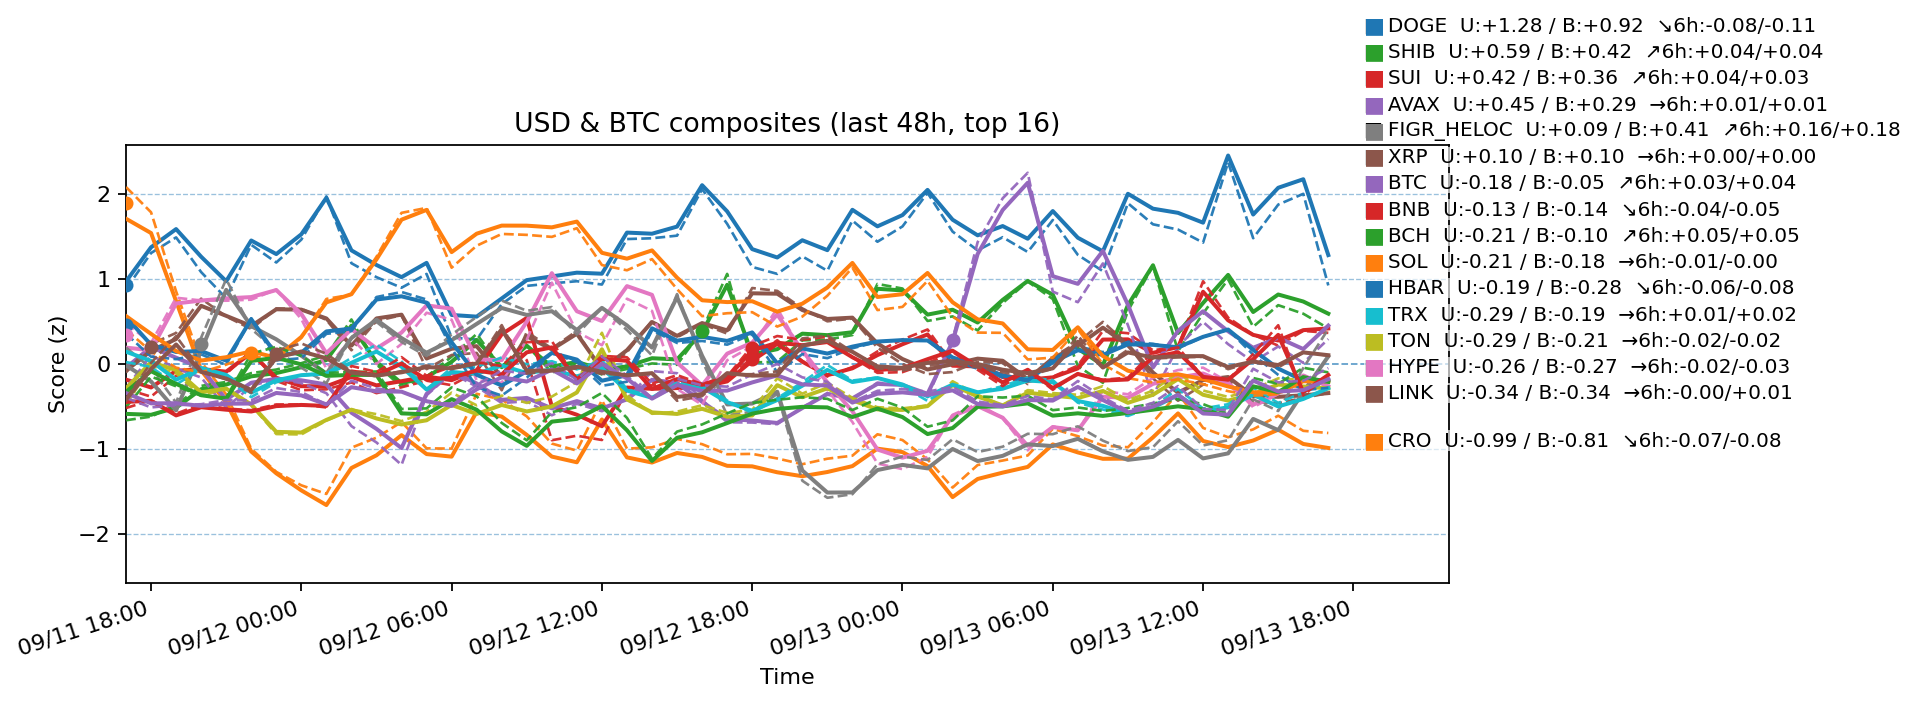 DOGE U:+1.28 / B:+0.92 ↘6h:-0.08/-0.11
SHIB U:+0.59 / B:+0.42 ↗6h:+0.04/+0.04
SUI U:+0.42 / B:+0.36 ↗6h:+0.04/+0.03
AVAX U:+0.45 / B:+0.29 →6h:+0.01/+0.01
FIGR_HELOC U:+0.09 / B:+0.41 ↗6h:+0.16/+0.18
XRP U:+0.10 / B:+0.10 →6h:+0.00/+0.00
BTC U:-0.18 / B:-0.05 ↗6h:+0.03/+0.04
BNB U:-0.13 / B:-0.14 ↘6h:-0.04/-0.05
BCH U:-0.21 / B:-0.10 ↗6h:+0.05/+0.05
SOL U:-0.21 / B:-0.18 →6h:-0.01/-0.00
HBAR U:-0.19 / B:-0.28 ↘6h:-0.06/-0.08
TRX U:-0.29 / B:-0.19 →6h:+0.01/+0.02
TON U:-0.29 / B:-0.21 →6h:-0.02/-0.02
HYPE U:-0.26 / B:-0.27 →6h:-0.02/-0.03
LINK U:-0.34 / B:-0.34 →6h:-0.00/+0.01
CRO U:-0.99 / B:-0.81 ↘6h:-0.07/-0.08
USD & BTC composites (last 48h, top 16)
Score (z)
2
1
0
−1
−2
09/11 18:00
09/12 00:00
09/12 06:00
09/12 12:00
09/12 18:00
09/13 00:00
09/13 06:00
09/13 12:00
09/13 18:00
Time